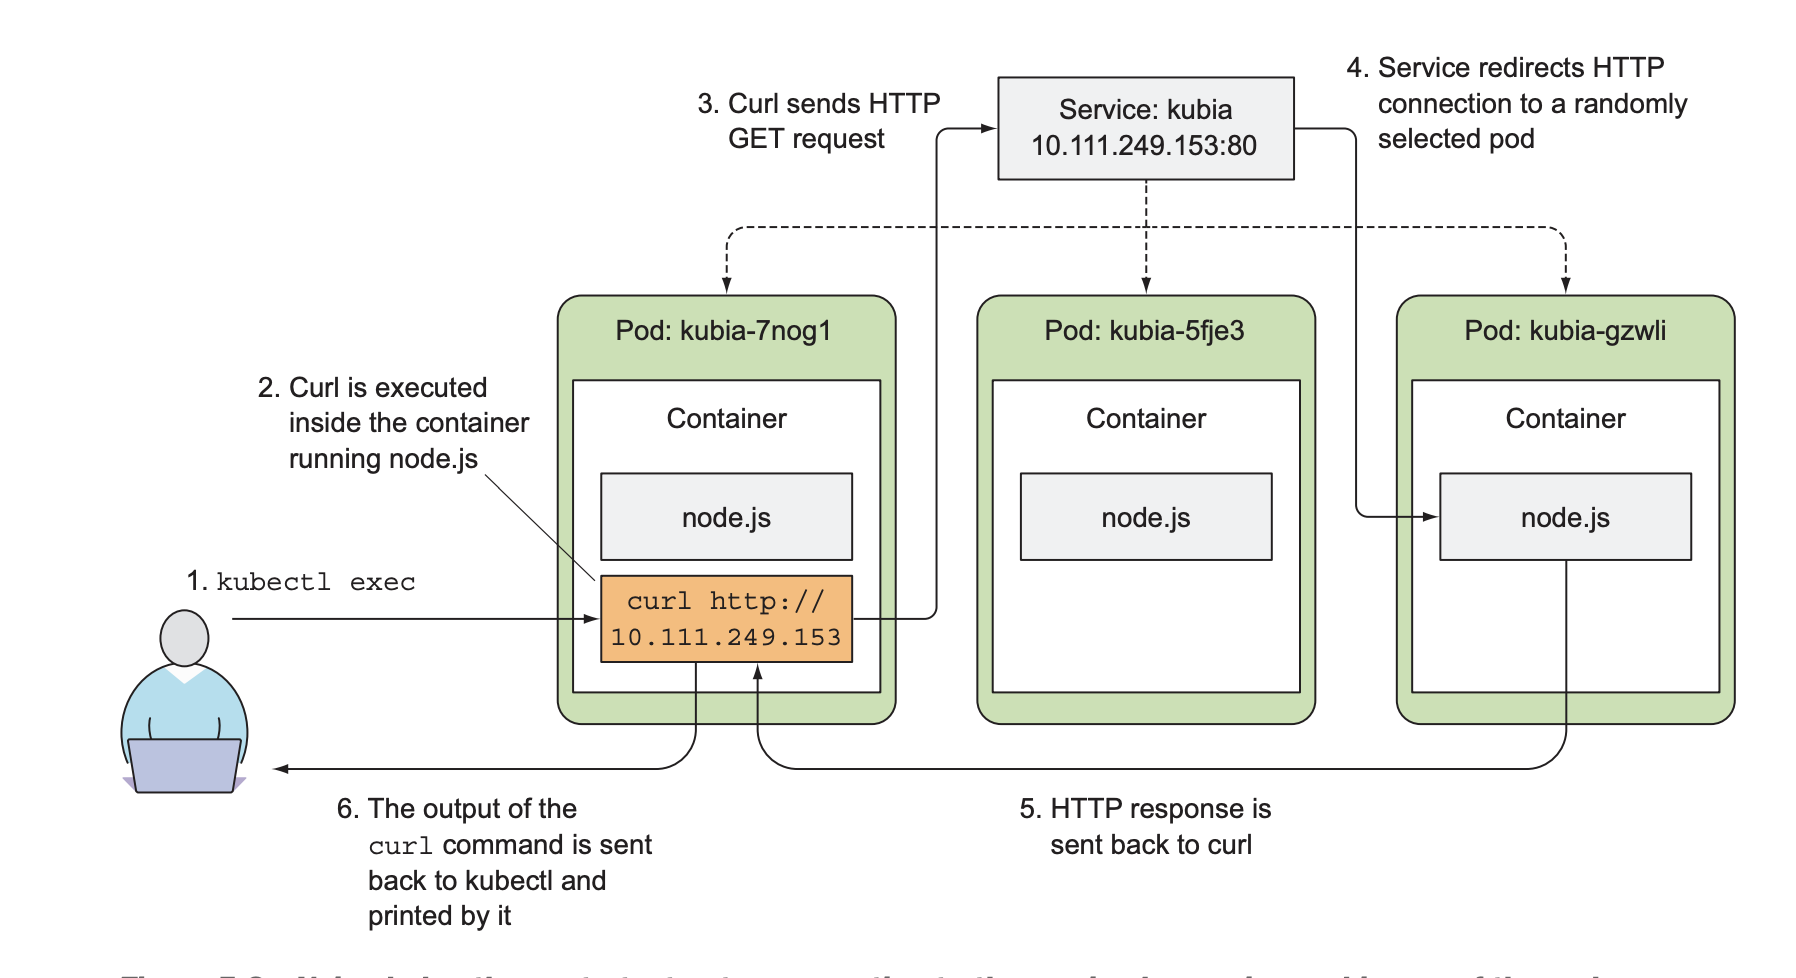 3. Curl sends HTTP
GET request
Service: kubia
10.111.249.153:80
4. Service redirects HTTP
connection to a randomly
selected pod
Pod: kubia-7nog1
Pod: kubia-5fje3
Pod: kubia-gzwli
2. Curl is executed
inside the container
running node.js
Container
Container
Container
node.js
node.js
node.js
1. kubectl exec
curl http://
10.111.249.153
6. The output of the
curl command is sent
back to kubectl and
printed by it
5. HTTP response is
sent back to curl